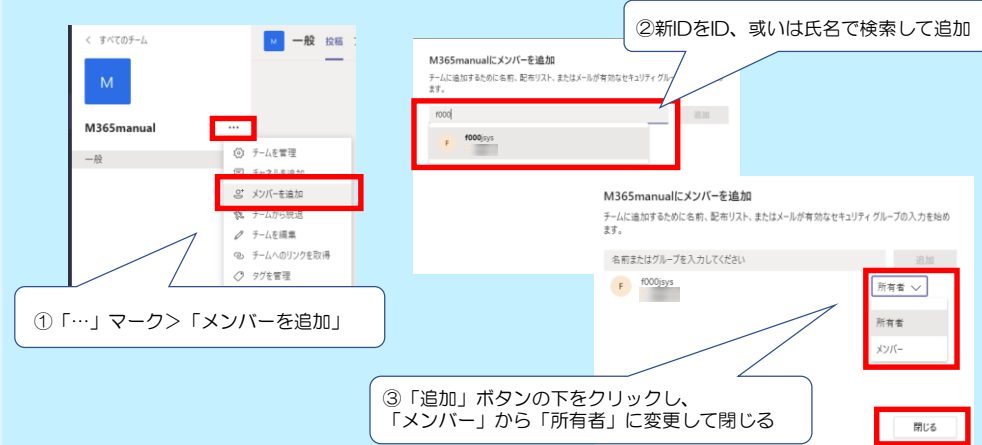 ②新IDをID、或いは氏名で検索して追加
< すべてのチーム
M
M365manual
…
一般
M 一般 投稿
チームを管理
チャネルを追加
メンバーを追加
チームから脱退
チームを編集
チームへのリンクを取得
タグを管理
①「…」マーク＞「メンバーを追加」
M365manualにメンバーを追加
チームに追加するために名前、配布リスト、またはメールが有効なセキュリティ グル
ます。
f000
追加
F f000jsys
M365manualにメンバーを追加
チームに追加するために名前、配布リスト、またはメールが有効なセキュリティ グループの入力を始め
ます。
名前またはグループを入力してください 追加
F f000jsys
所有者
所有者
メンバー
③「追加」ボタンの下をクリックし、
「メンバー」から「所有者」に変更して閉じる
閉じる